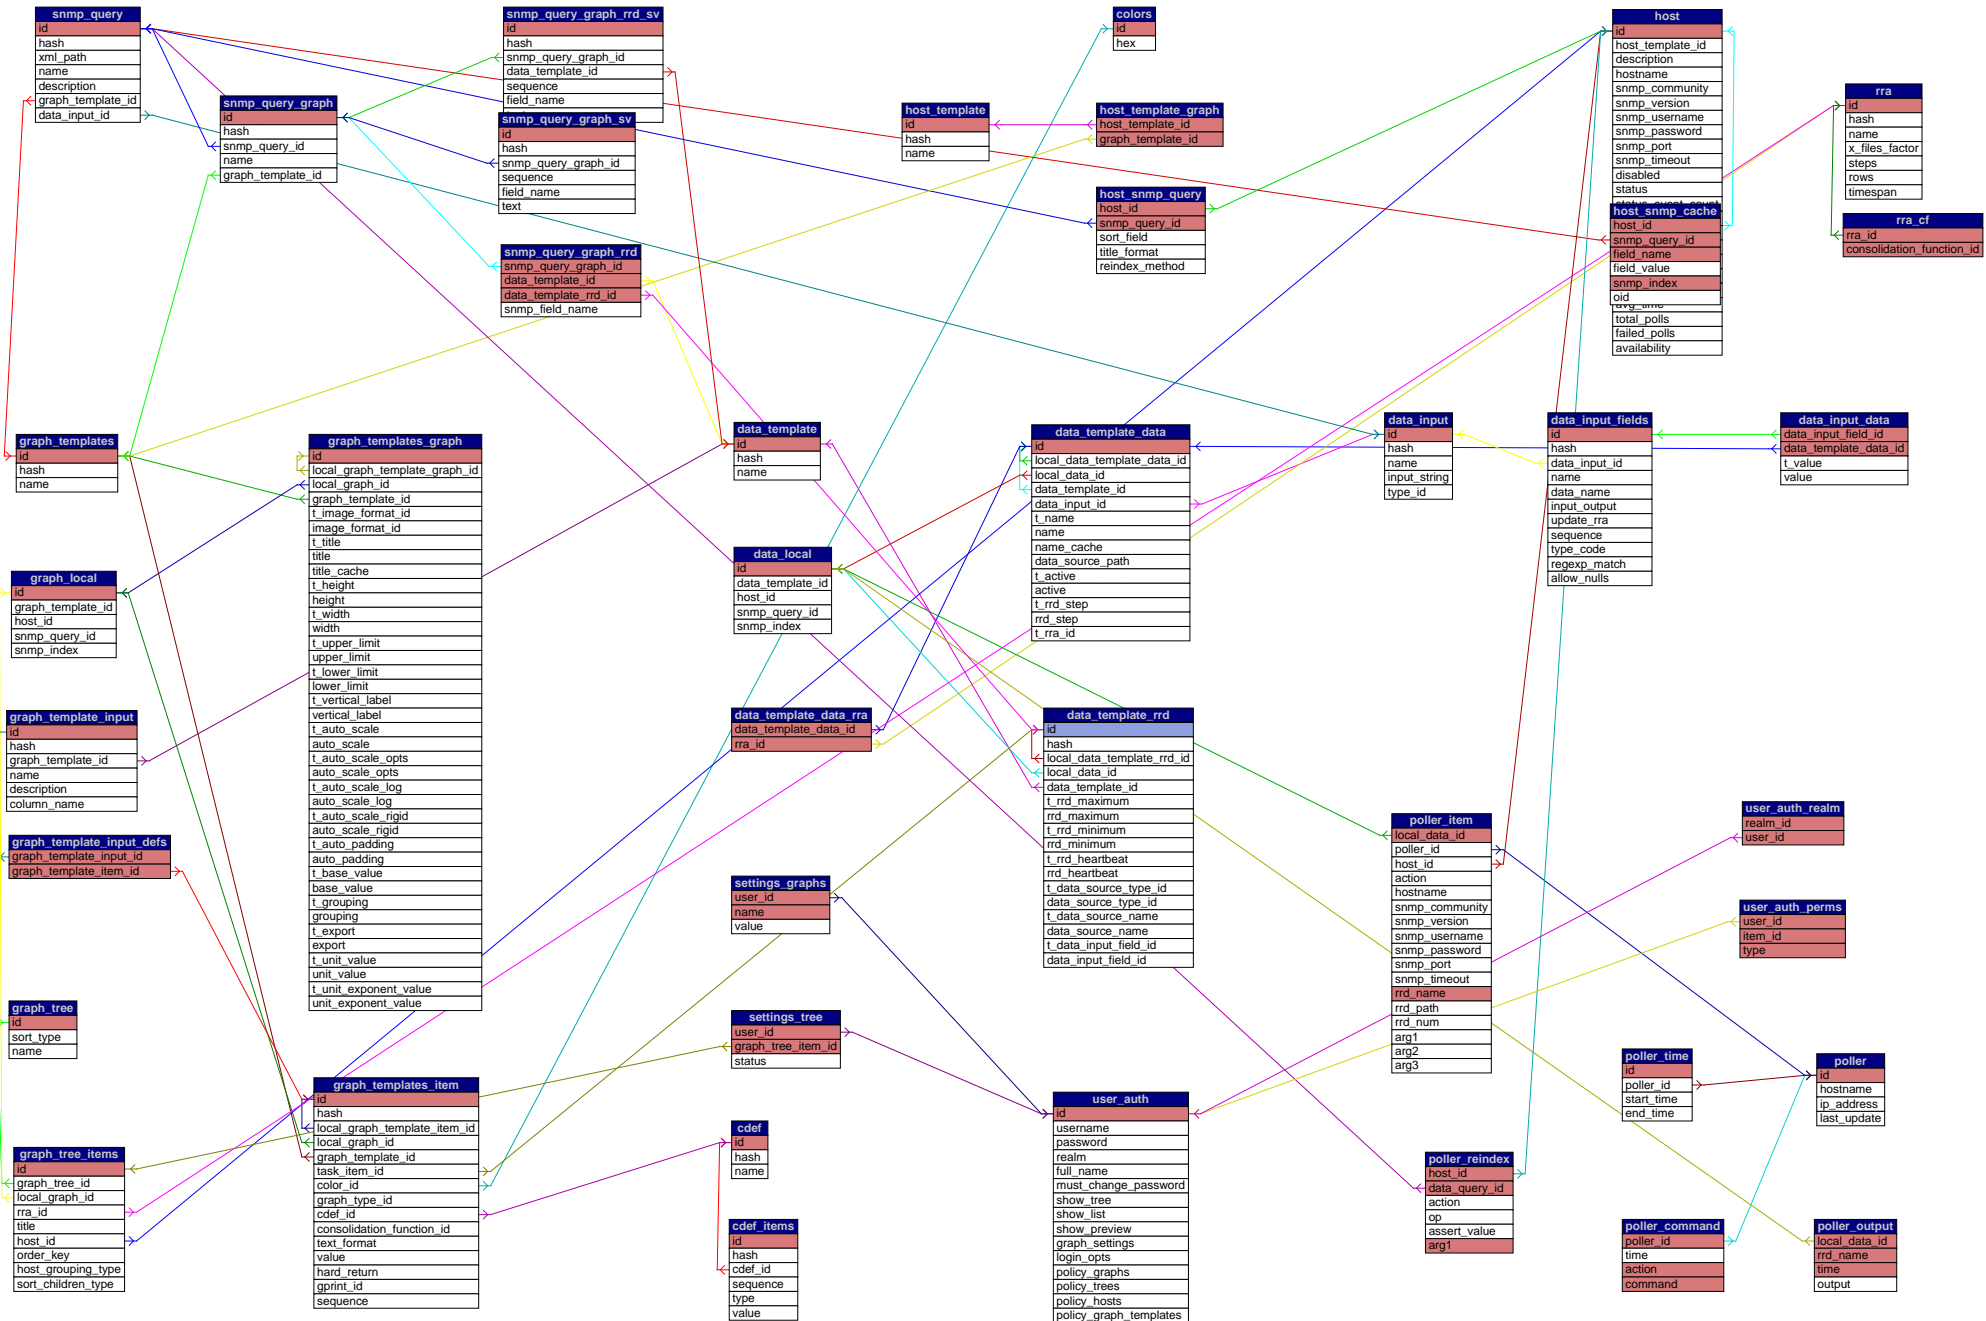 snmp_query
id
hash
xml_path
name
description
graph_template_id
data_input_id
snmp_query_graph
id
hash
snmp_query_id
name
graph_template_id
snmp_query_graph_rrd_sv
id
hash
snmp_query_graph_id
data_template_id
sequence
field_name
snmp_query_graph_sv
id
hash
snmp_query_graph_id
sequence
field_name
text
snmp_query_graph_rrd
snmp_query_graph_id
data_template_id
data_template_rrd_id
snmp_field_name
colors
id
hex
host_template
id
hash
name
host_template_graph
host_template_id
graph_template_id
host_snmp_query
host_id
snmp_query_id
sort_field
title_format
reindex_method
host
id
host_template_id
description
hostname
snmp_community
snmp_version
snmp_username
snmp_password
snmp_port
snmp_timeout
disabled
status
host_snmp_cache
host_id
snmp_query_id
field_name
field_value
snmp_index
oid
avg_time
total_polls
failed_polls
availability
rra
id
hash
name
x_files_factor
steps
rows
timespan
rra_cf
rra_id
consolidation_function_id
graph_templates
id
hash
name
graph_templates_graph
id
local_graph_template_graph_id
local_graph_id
graph_template_id
t_image_format_id
image_format_id
t_title
title
title_cache
t_height
height
t_width
width
t_upper_limit
upper_limit
t_lower_limit
lower_limit
t_vertical_label
vertical_label
t_auto_scale
auto_scale
t_auto_scale_opts
auto_scale_opts
t_auto_scale_log
auto_scale_log
t_auto_scale_rigid
auto_scale_rigid
t_auto_padding
auto_padding
t_base_value
base_value
t_grouping
grouping
t_export
export
t_unit_value
unit_value
t_unit_exponent_value
unit_exponent_value
data_template
id
hash
name
data_template_data
id
local_data_template_data_id
local_data_id
data_template_id
data_input_id
t_name
name
name_cache
data_source_path
t_active
active
t_rrd_step
rrd_step
t_rra_id
data_input
id
hash
name
input_string
type_id
data_input_fields
id
hash
data_input_id
name
data_name
input_output
update_rra
sequence
type_code
regexp_match
allow_nulls
data_input_data
data_input_field_id
data_template_data_id
t_value
value
graph_local
id
graph_template_id
host_id
snmp_query_id
snmp_index
data_local
id
data_template_id
host_id
snmp_query_id
snmp_index
graph_template_input
id
hash
graph_template_id
name
description
column_name
data_template_data_rra
data_template_data_id
rra_id
data_template_rrd
id
hash
local_data_template_rrd_id
local_data_id
data_template_id
t_rrd_maximum
rrd_maximum
t_rrd_minimum
rrd_minimum
t_rrd_heartbeat
rrd_heartbeat
t_data_source_type_id
data_source_type_id
t_data_source_name
data_source_name
t_data_input_field_id
data_input_field_id
graph_template_input_defs
graph_template_input_id
graph_template_item_id
settings_graphs
user_id
name
value
poller_item
local_data_id
poller_id
host_id
action
hostname
snmp_community
snmp_version
snmp_username
snmp_password
snmp_port
snmp_timeout
rrd_name
rrd_path
rrd_num
arg1
arg2
arg3
user_auth_realm
realm_id
user_id
user_auth_perms
user_id
item_id
type
graph_tree
id
sort_type
name
settings_tree
user_id
graph_tree_item_id
status
poller_time
id
poller_id
start_time
end_time
poller
id
hostname
ip_address
last_update
graph_templates_item
id
hash
local_graph_template_item_id
local_graph_id
graph_template_id
task_item_id
color_id
graph_type_id
cdef_id
consolidation_function_id
text_format
value
hard_return
gprint_id
sequence
user_auth
id
username
password
realm
full_name
must_change_password
show_tree
show_list
show_preview
graph_settings
login_opts
policy_graphs
policy_trees
policy_hosts
policy_graph_templates
cdef
id
hash
name
graph_tree_items
id
graph_tree_id
local_graph_id
rra_id
title
host_id
order_key
host_grouping_type
sort_children_type
cdef_items
id
hash
cdef_id
sequence
type
value
poller_reindex
host_id
data_query_id
action
op
assert_value
arg1
poller_command
poller_id
time
action
command
poller_output
local_data_id
rrd_name
time
output